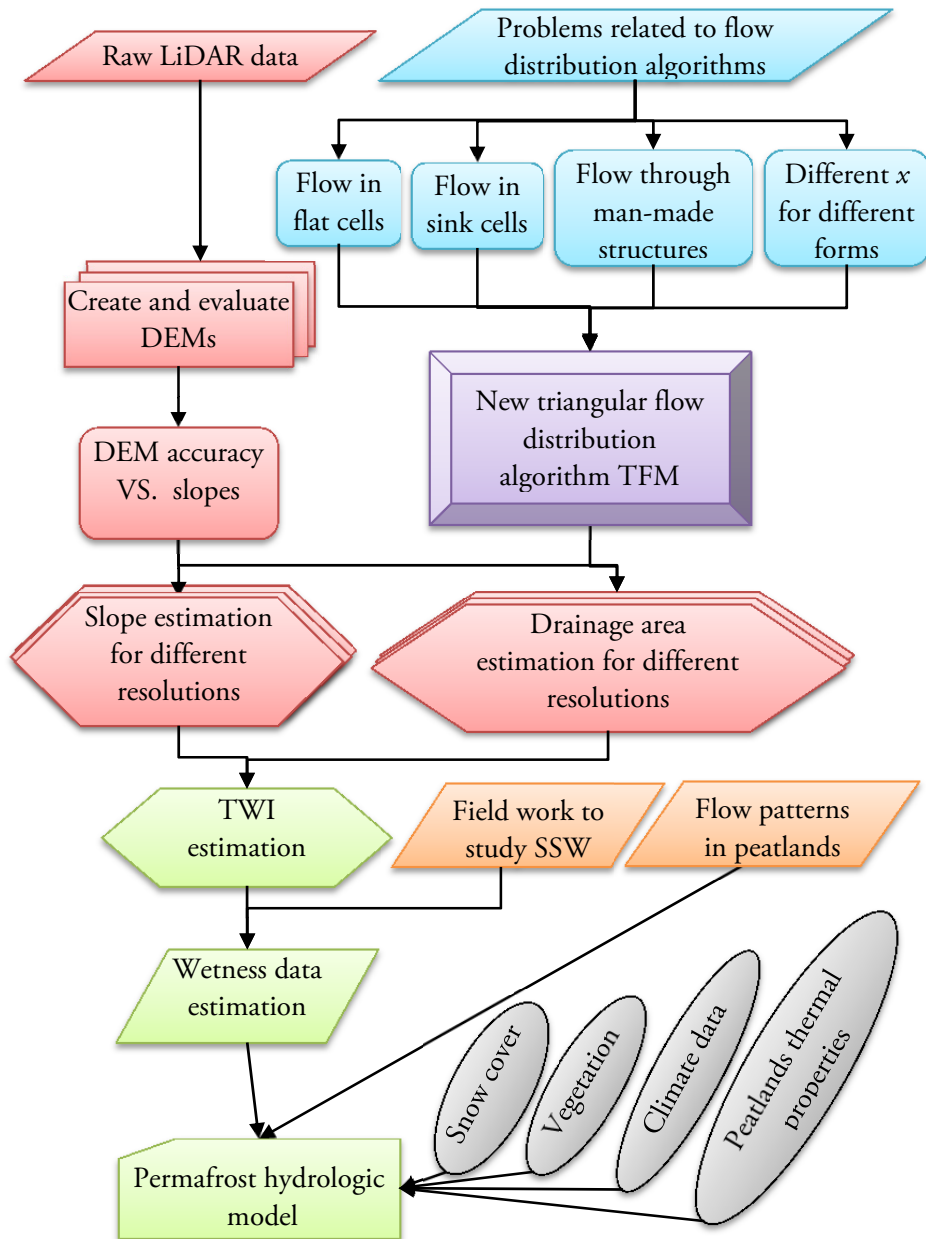 Raw LiDAR data
Problems related to flow
distribution algorithms
Flow in
flat cells
Flow in
sink cells
Flow through
man-made
structures
Different x
for different
forms
Create and evaluate
DEMs
New triangular flow
distribution
algorithm TFM
DEM accuracy
VS. slopes
Slope estimation
for different
resolutions
Drainage area
estimation for different
resolutions
TWI
estimation
Field work to
study SSW
Flow patterns
in peatlands
Wetness data
estimation
Snow cover
Vegetation
Climate data
Peatlands thermal
properties
Permafrost hydrologic
model